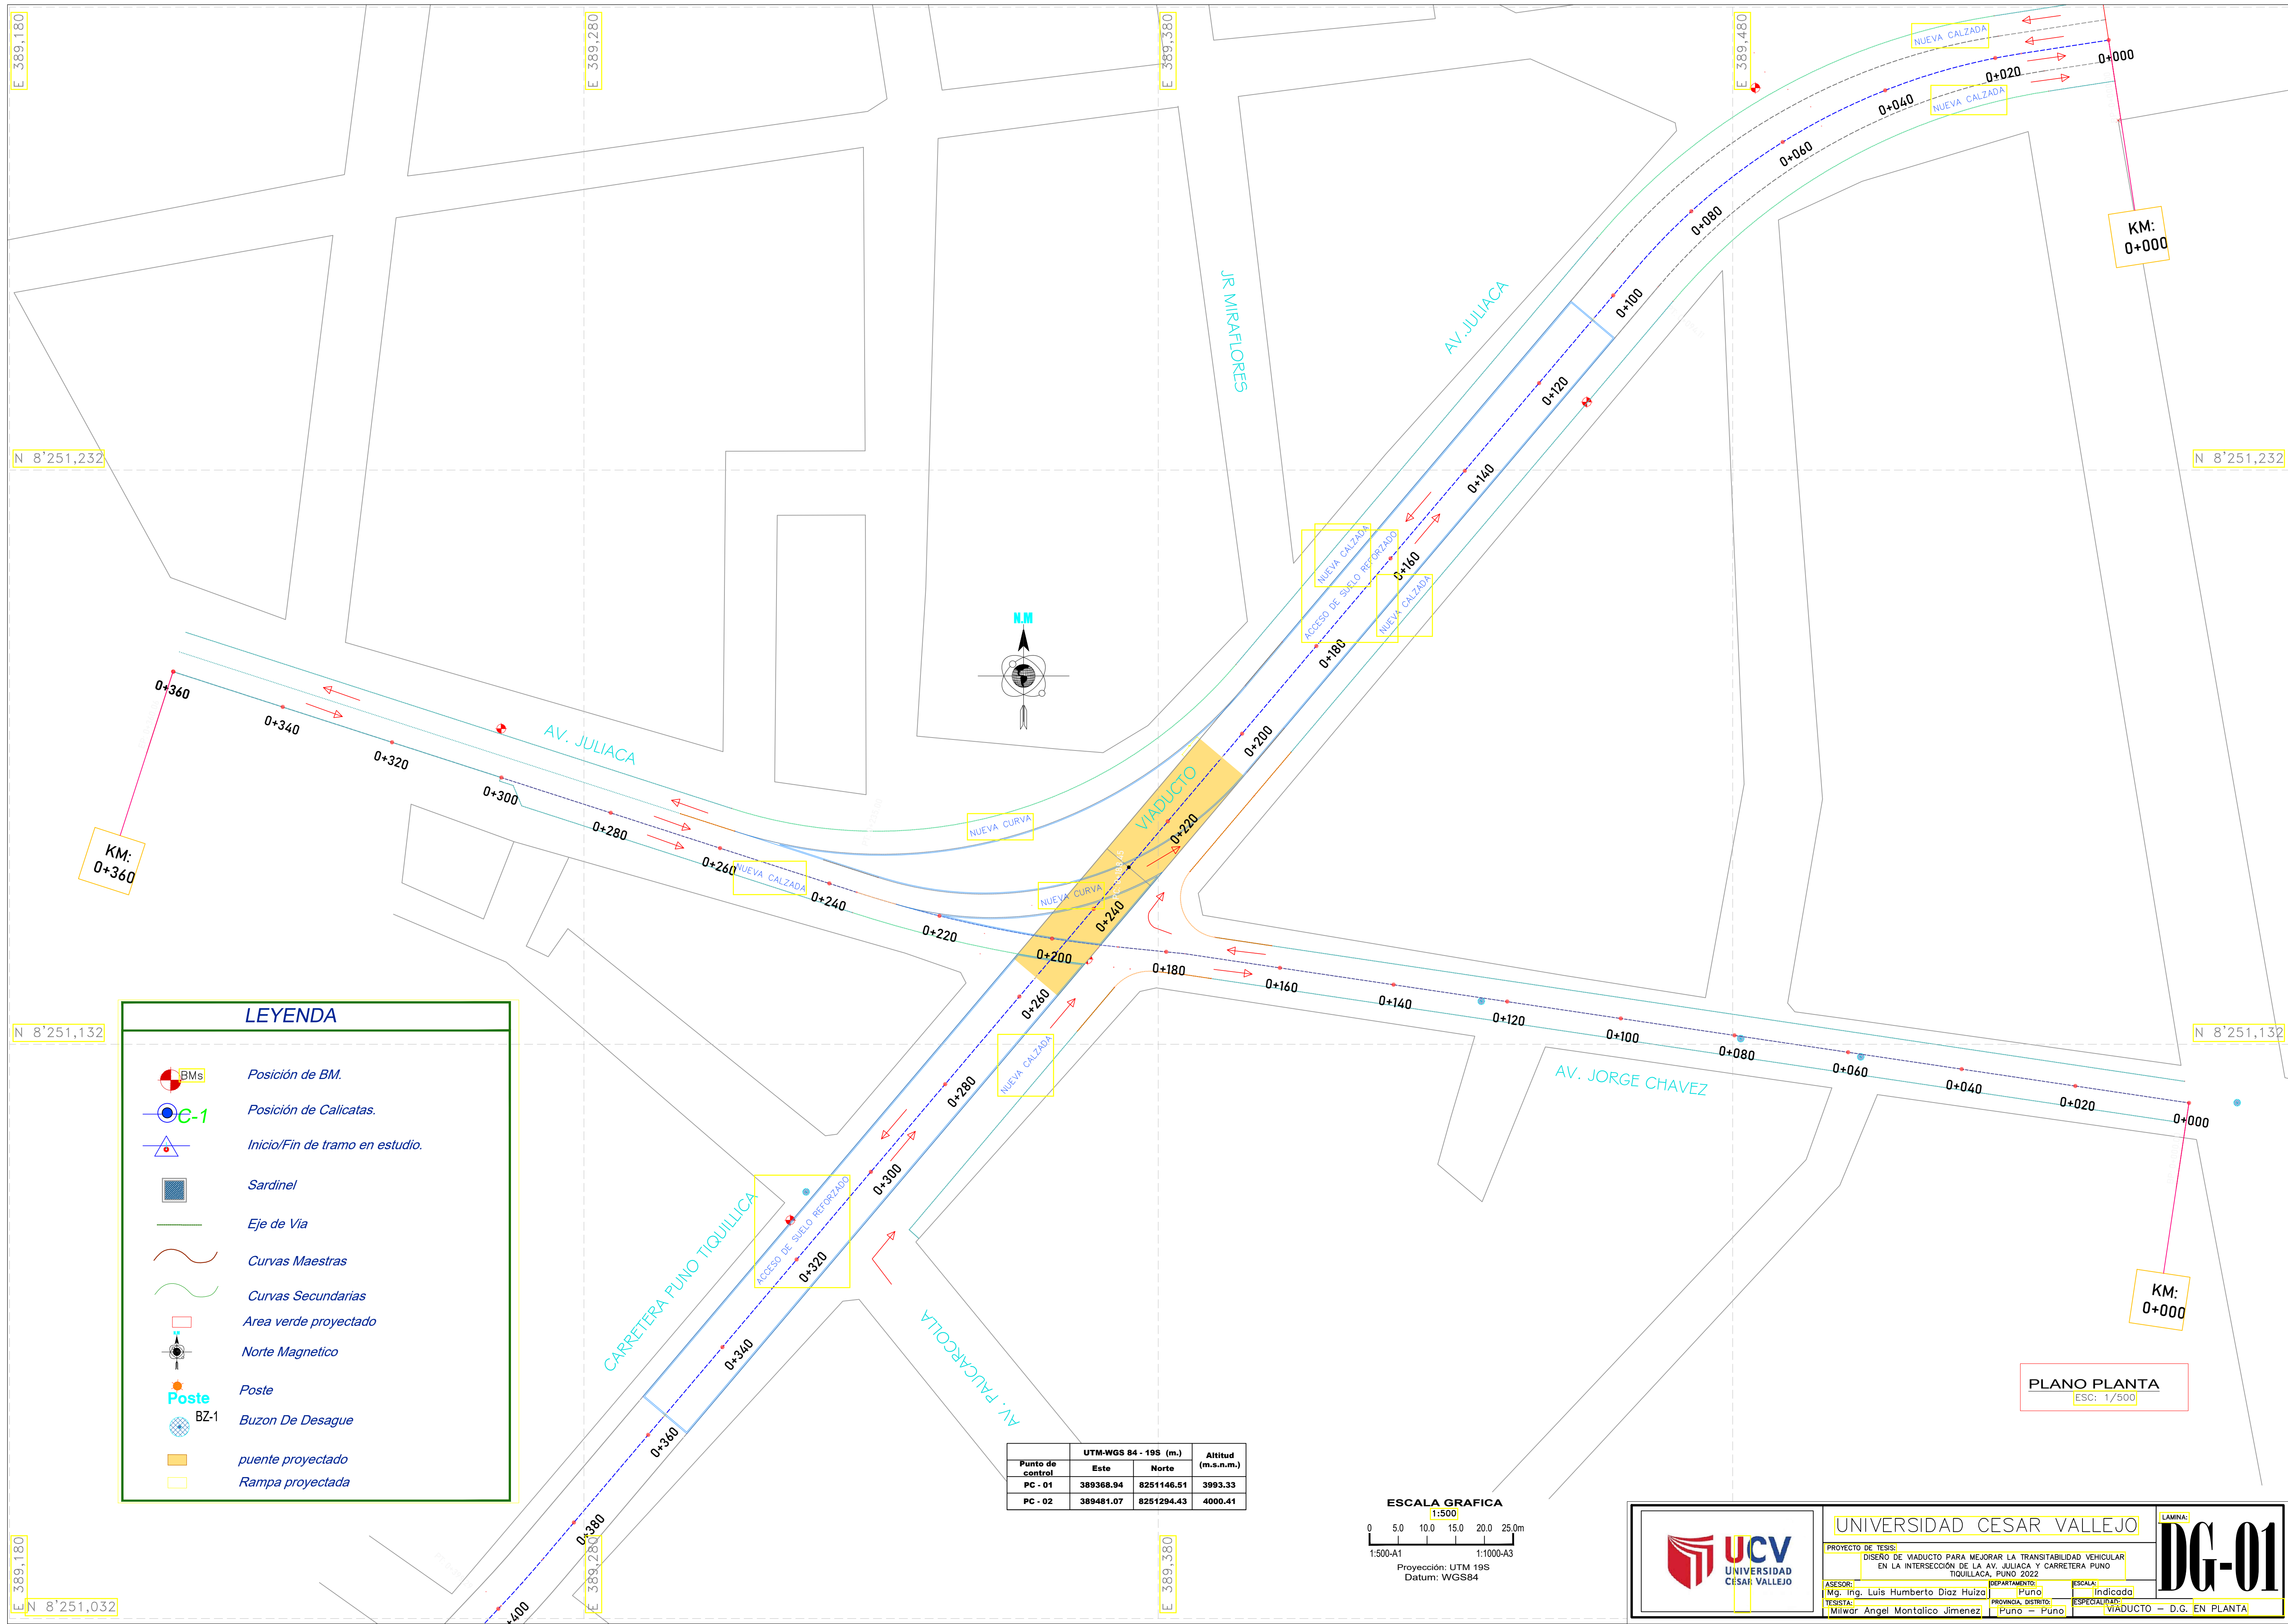 E 389,180
E 389,280
E 389,380
E 389,480
NUEVA CALZADA
NUEVA CALZADA
0+000
0+020
0+040
0+060
0+080
0+100
0+120
0+140
0+160
0+180
0+200
0+220
0+240
0+260
0+280
0+300
0+320
0+340
0+360
0+380
0+400
KM:
0+000
JR MIRAFLORES
AV. JULIACA
N 8'251,232
N 8'251,232
NUEVA CALZADA
ACCESO DE SUELO REFORZADO
NUEVA CALZADA
N.M
0+360
0+340
0+320
0+300
0+280
0+260
0+240
0+220
0+200
0+180
0+160
0+140
0+120
0+100
0+080
0+060
0+040
0+020
0+000
AV. JULIACA
VIADUCTO
NUEVA CURVA
NUEVA CURVA
NUEVA CALZADA
KM:
0+360
NUEVA CALZADA
N 8'251,132
N 8'251,132
AV. JORGE CHAVEZ
ACCESO DE SUELO REFORZADO
CARRETERA PUNO TIQUILLICA
AV. PAUCARCOLLA
KM:
0+000
LEYENDA
BMs Posición de BM.
C-1 Posición de Calicatas.
Inicio/Fin de tramo en estudio.
Sardinel
Eje de Via
Curvas Maestras
Curvas Secundarias
Area verde proyectado
Norte Magnetico
Poste Poste
BZ-1 Buzon De Desague
puente proyectado
Rampa proyectada
PLANO PLANTA
ESC: 1/500
UTM-WGS 84 - 19S (m.) Altitud (m.s.n.m.)
Punto de control Este Norte
PC - 01 389368.94 8251146.51 3993.33
PC - 02 389481.07 8251294.43 4000.41
ESCALA GRAFICA
1:500
0 5.0 10.0 15.0 20.0 25.0m
1:500-A1 1:1000-A3
Proyección: UTM 19S
Datum: WGS84
E 389,180
N 8'251,032
E 389,280
E 389,380
UCV
UNIVERSIDAD
CÉSAR VALLEJO
UNIVERSIDAD CESAR VALLEJO
PROYECTO DE TESIS:
DISEÑO DE VIADUCTO PARA MEJORAR LA TRANSITABILIDAD VEHICULAR
EN LA INTERSECCIÓN DE LA AV. JULIACA Y CARRETERA PUNO
TIQUILLACA, PUNO 2022
ASESOR:
Mg. Ing. Luis Humberto Diaz Huiza
DEPARTAMENTO:
Puno
ESCALA:
Indicada
TESISTA:
Milwar Angel Montalico Jimenez
PROVINCIA, DISTRITO:
Puno - Puno
ESPECIALIDAD:
VIADUCTO - D.G. EN PLANTA
LAMINA:
DG-01